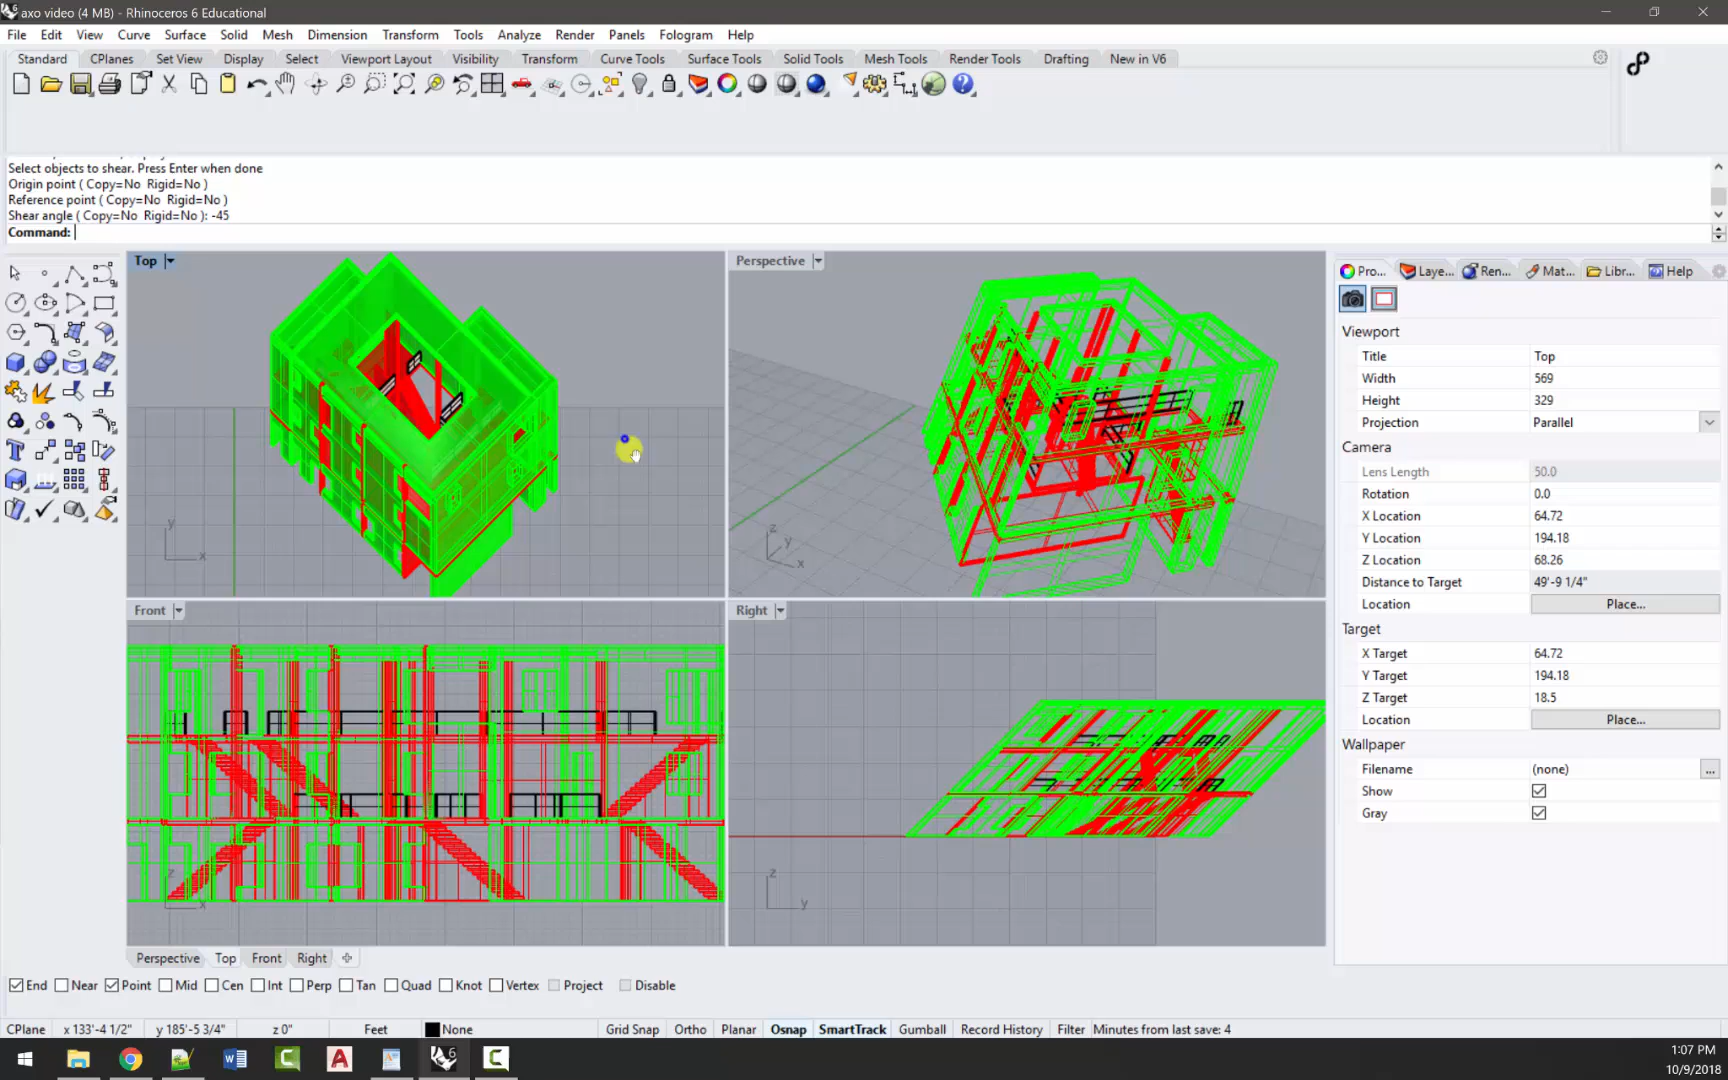 axo video (4 MB) - Rhinoceros 6 Educational
File Edit View Curve Surface Solid Mesh Dimension Transform Tools Analyze Render Panels Fologram Help
Standard CPlanes Set View Display Select Viewport Layout Visibility Transform Curve Tools Surface Tools Solid Tools Mesh Tools Render Tools Drafting New in V6
Select objects to shear. Press Enter when done
Origin point ( Copy=No Rigid=No )
Reference point ( Copy=No Rigid=No )
Shear angle ( Copy=No Rigid=No ): -45
Command:
Top
Perspective
Pro... Laye... Ren... Mat... Libr... Help
Viewport
Title Top
Width 569
Height 329
Projection Parallel
Camera
Lens Length 50.0
Rotation 0.0
X Location 64.72
Y Location 194.18
Z Location 68.26
Distance to Target 49'-9 1/4"
Location Place...
Target
X Target 64.72
Y Target 194.18
Z Target 18.5
Location Place...
Wallpaper
Filename (none) ...
Show
Gray
y
x
z
y
x
Front
Right
z
x
z
y
Perspective Top Front Right
End Near Point Mid Cen Int Perp Tan Quad Knot Vertex Project Disable
CPlane x 133'-4 1/2" y 185'-5 3/4" z 0" Feet None Grid Snap Ortho Planar Osnap SmartTrack Gumball Record History Filter Minutes from last save: 4
1:07 PM
10/9/2018